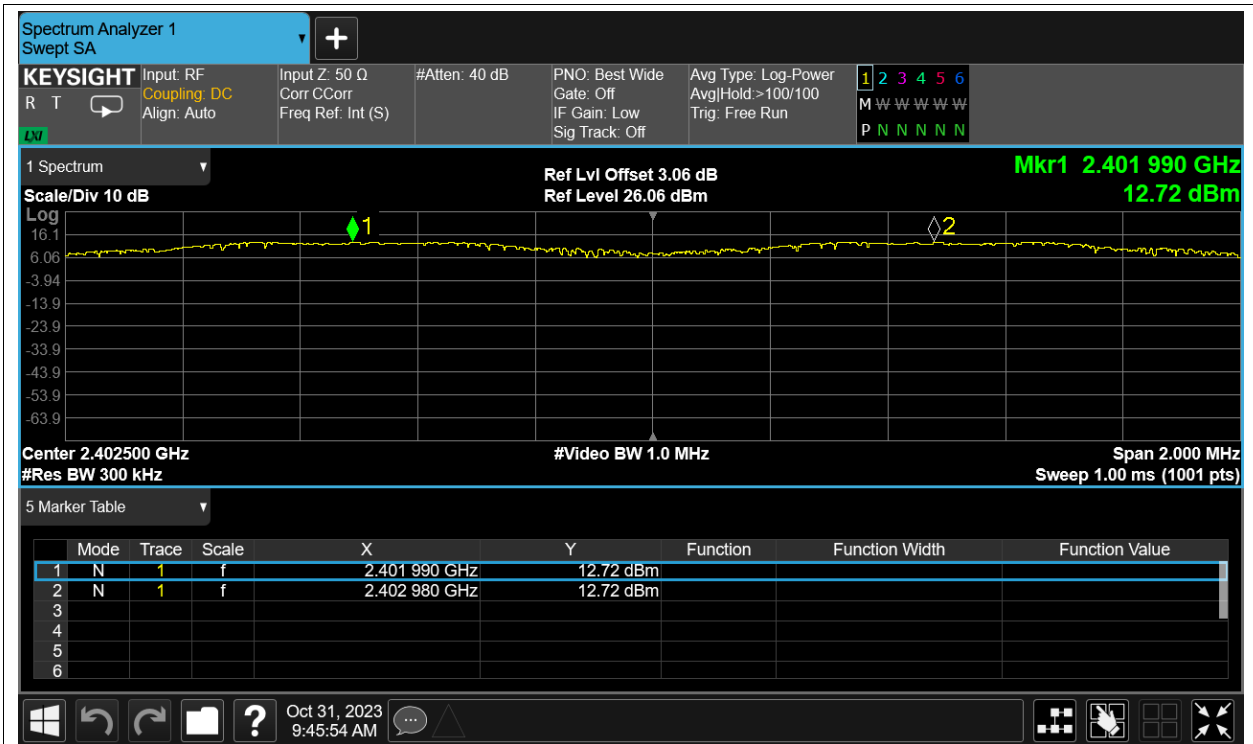 Spectrum Analyzer 1
Swept SA
KEYSIGHT
R T
LXI
Input: RF
Coupling: DC
Align: Auto
Input Z: 50 Ω
Corr CCorr
Freq Ref: Int (S)
#Atten: 40 dB
PNO: Best Wide
Gate: Off
IF Gain: Low
Sig Track: Off
Avg Type: Log-Power
Avg|Hold:>100/100
Trig: Free Run
1 2 3 4 5 6
M W W W W W
P N N N N N
1 Spectrum
Scale/Div 10 dB
Ref Lvl Offset 3.06 dB
Ref Level 26.06 dBm
Mkr1 2.401 990 GHz
12.72 dBm
Log
1 2
16.1
6.06
-3.94
-13.9
-23.9
-33.9
-43.9
-53.9
-63.9
Center 2.402500 GHz
#Video BW 1.0 MHz
Span 2.000 MHz
#Res BW 300 kHz
Sweep 1.00 ms (1001 pts)
5 Marker Table
Mode Trace Scale X Y Function Function Width Function Value
1 N 1 f 2.401 990 GHz 12.72 dBm
2 N 1 f 2.402 980 GHz 12.72 dBm
3
4
5
6
?
Oct 31, 2023
9:45:54 AM